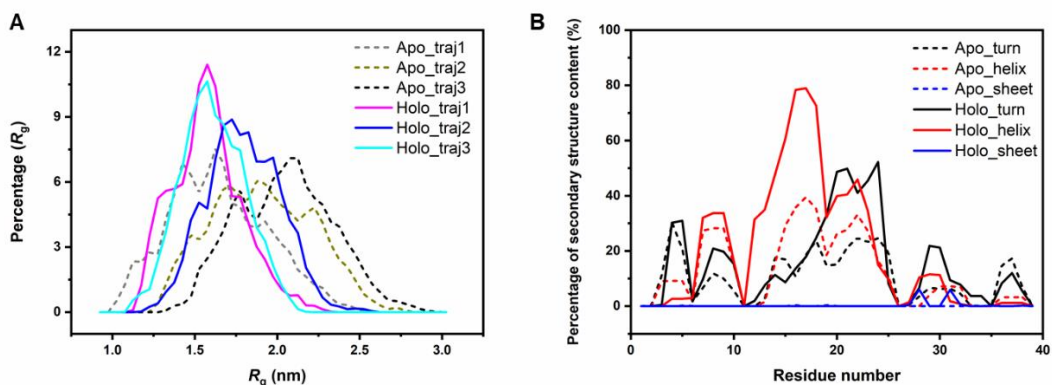 A
Percentage (Rg)
12
9
6
3
0
1.0 1.5 2.0 2.5 3.0
Rg (nm)
Apo_traj1
Apo_traj2
Apo_traj3
Holo_traj1
Holo_traj2
Holo_traj3
B
Percentage of secondary structure content (%)
100
80
60
40
20
0
0 10 20 30 40
Residue number
Apo_turn
Apo_helix
Apo_sheet
Holo_turn
Holo_helix
Holo_sheet